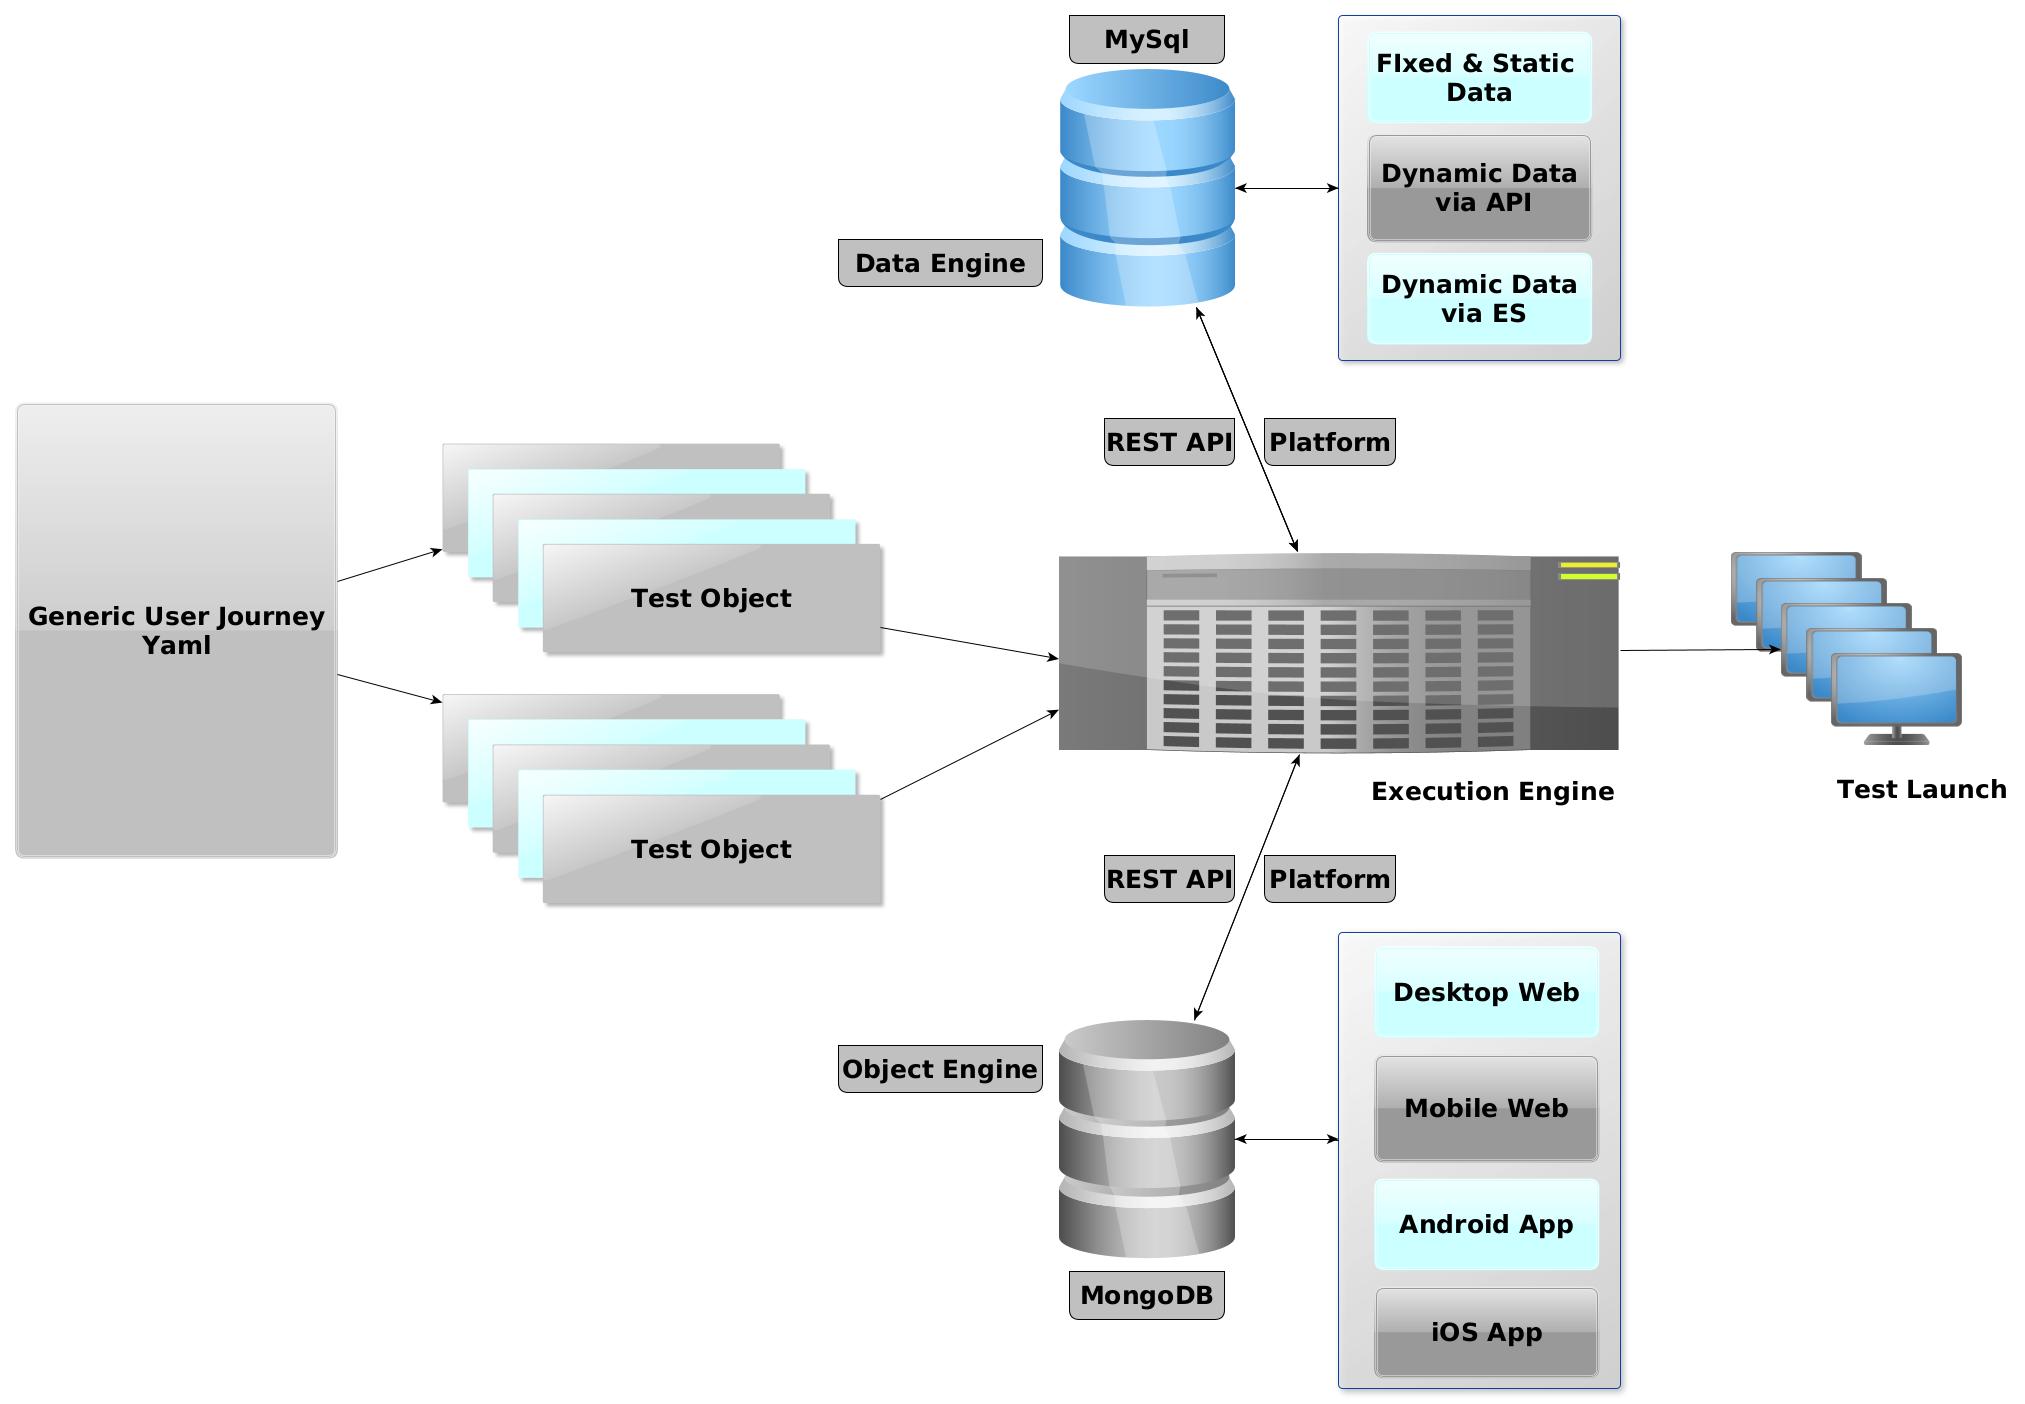 MySql
FIxed & Static
Data
Dynamic Data
via API
Dynamic Data
via ES
Data Engine
REST API
Platform
Generic User Journey
Yaml
Test Object
Test Object
Execution Engine
Test Launch
REST API
Platform
Object Engine
MongoDB
Desktop Web
Mobile Web
Android App
iOS App